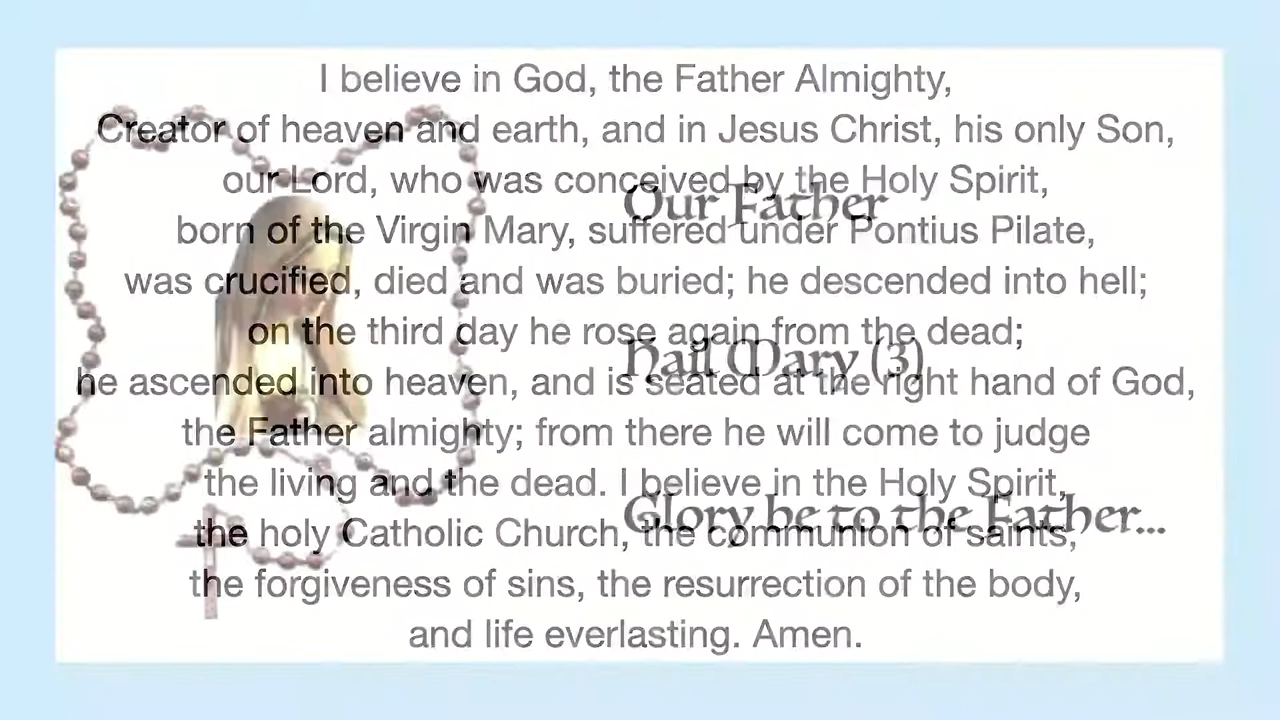 I believe in God, the Father Almighty,
Creator of heaven and earth, and in Jesus Christ, his only Son,
our Lord, who was conceived by the Holy Spirit,
Our Father
born of the Virgin Mary, suffered under Pontius Pilate,
was crucified, died and was buried; he descended into hell;
on the third day he rose again from the dead;
Hail Mary (3)
he ascended into heaven, and is seated at the right hand of God,
the Father almighty; from there he will come to judge
the living and the dead. I believe in the Holy Spirit,
Glory be to the Father...
the holy Catholic Church, the communion of saints,
the forgiveness of sins, the resurrection of the body,
and life everlasting. Amen.